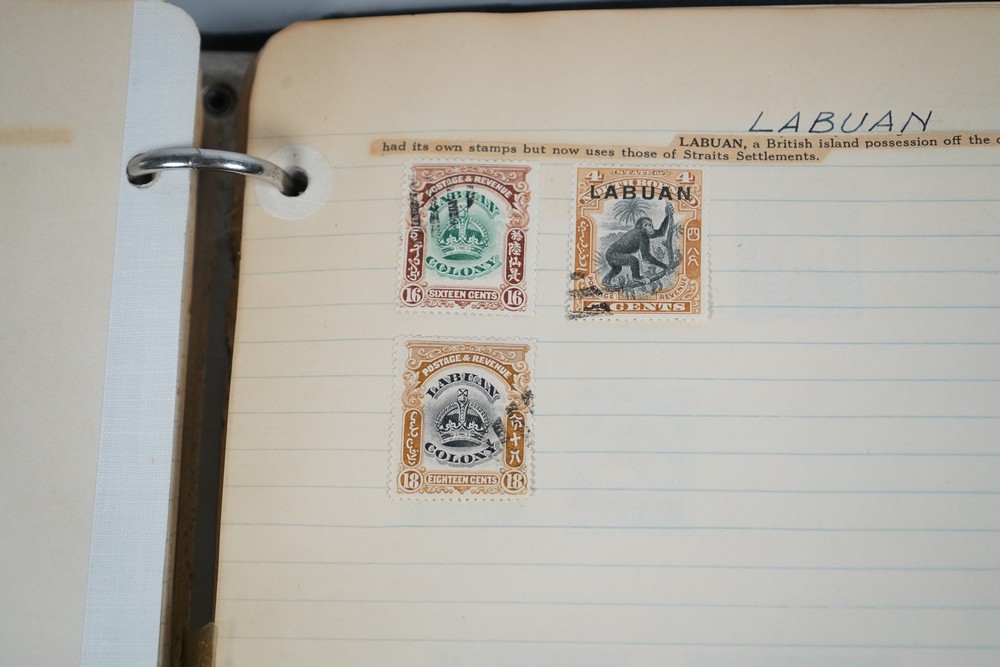 LABUAN
LABUAN, a British island possession off the
had its own stamps but now uses those of Straits Settlements.
POSTAGE & REVENUE
LABUAN
COLONY
16 SIXTEEN CENTS 16
4 STATE OF 4
LABUAN
CENTS
POSTAGE & REVENUE
LABUAN
COLONY
18 EIGHTEEN CENTS 18